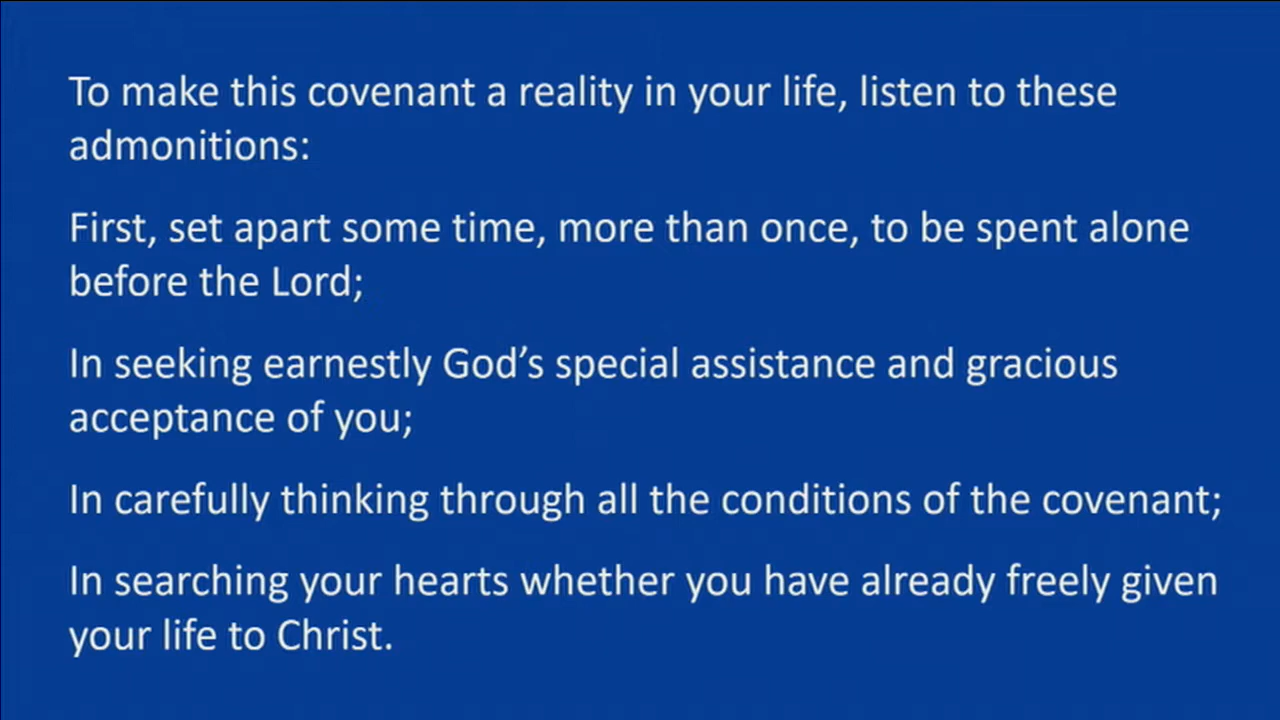 To make this covenant a reality in your life, listen to these
admonitions:
First, set apart some time, more than once, to be spent alone
before the Lord;
In seeking earnestly God’s special assistance and gracious
acceptance of you;
In carefully thinking through all the conditions of the covenant;
In searching your hearts whether you have already freely given
your life to Christ.